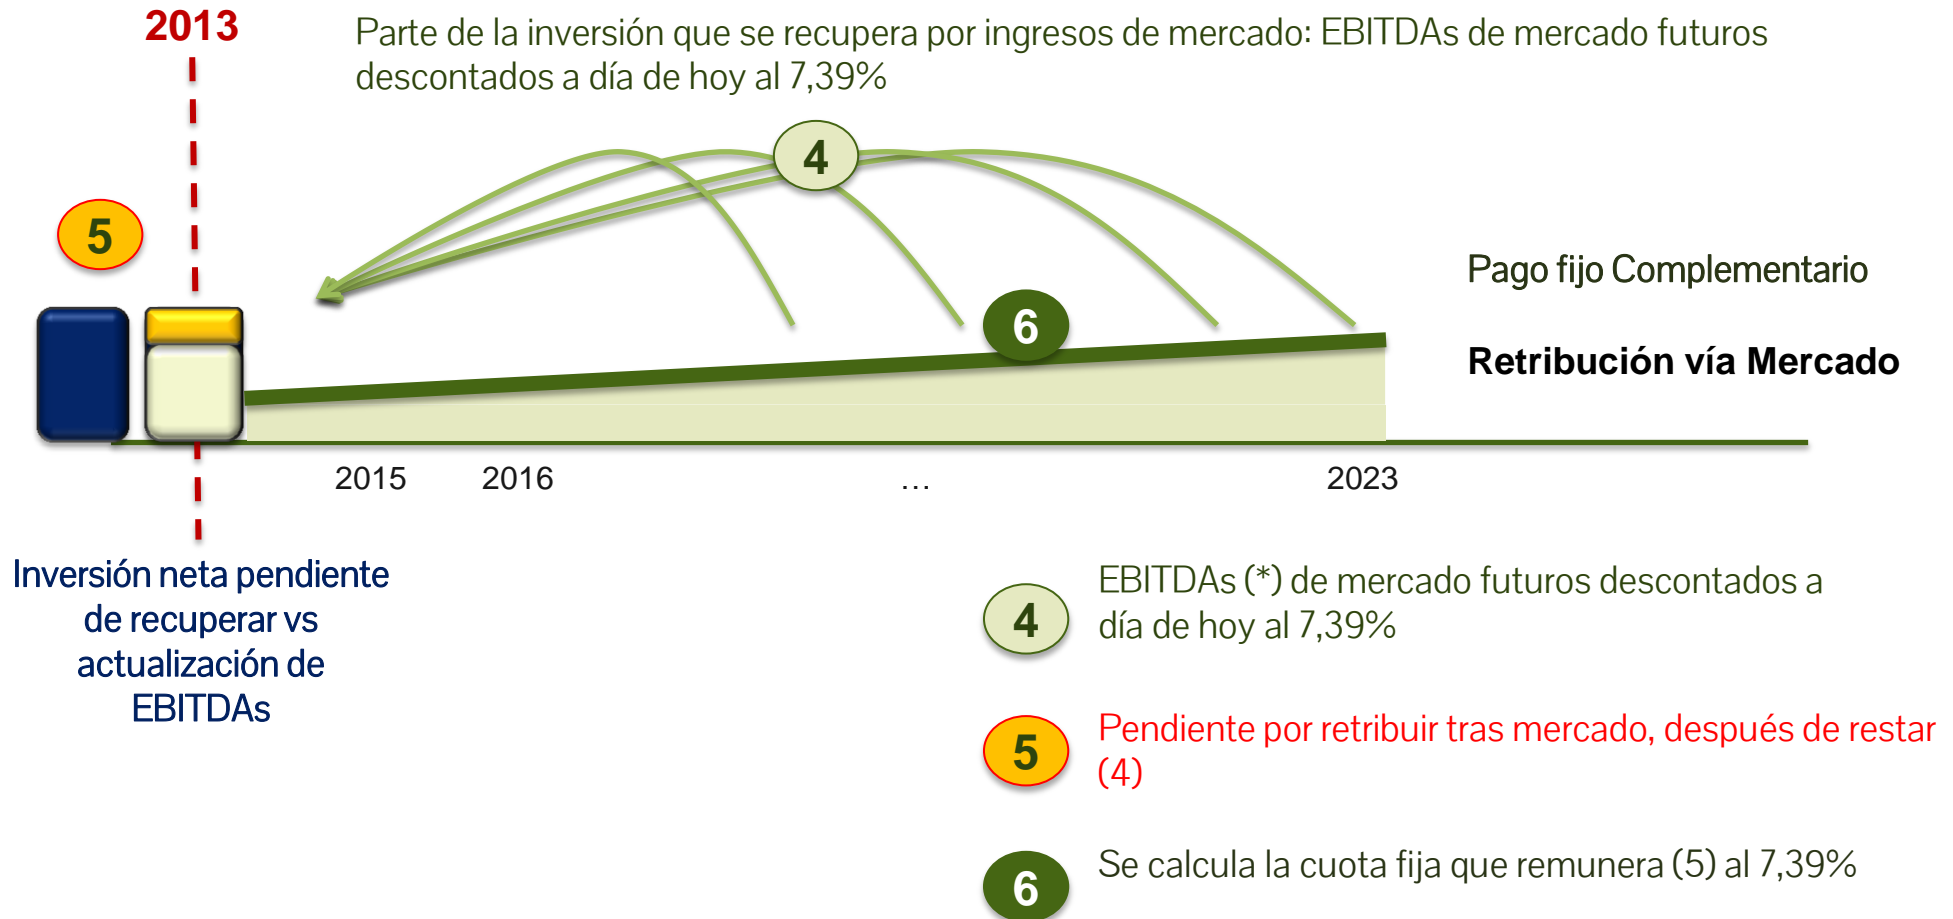 2013
Parte de la inversión que se recupera por ingresos de mercado: EBITDAs de mercado futuros
descontados a día de hoy al 7,39%
4
5
Pago fijo Complementario
6
Retribución vía Mercado
2015
2016
...
2023
Inversión neta pendiente
de recuperar vs
actualización de
EBITDAs
4
EBITDAs (*) de mercado futuros descontados a
día de hoy al 7,39%
5
Pendiente por retribuir tras mercado, después de restar
(4)
6
Se calcula la cuota fija que remunera (5) al 7,39%